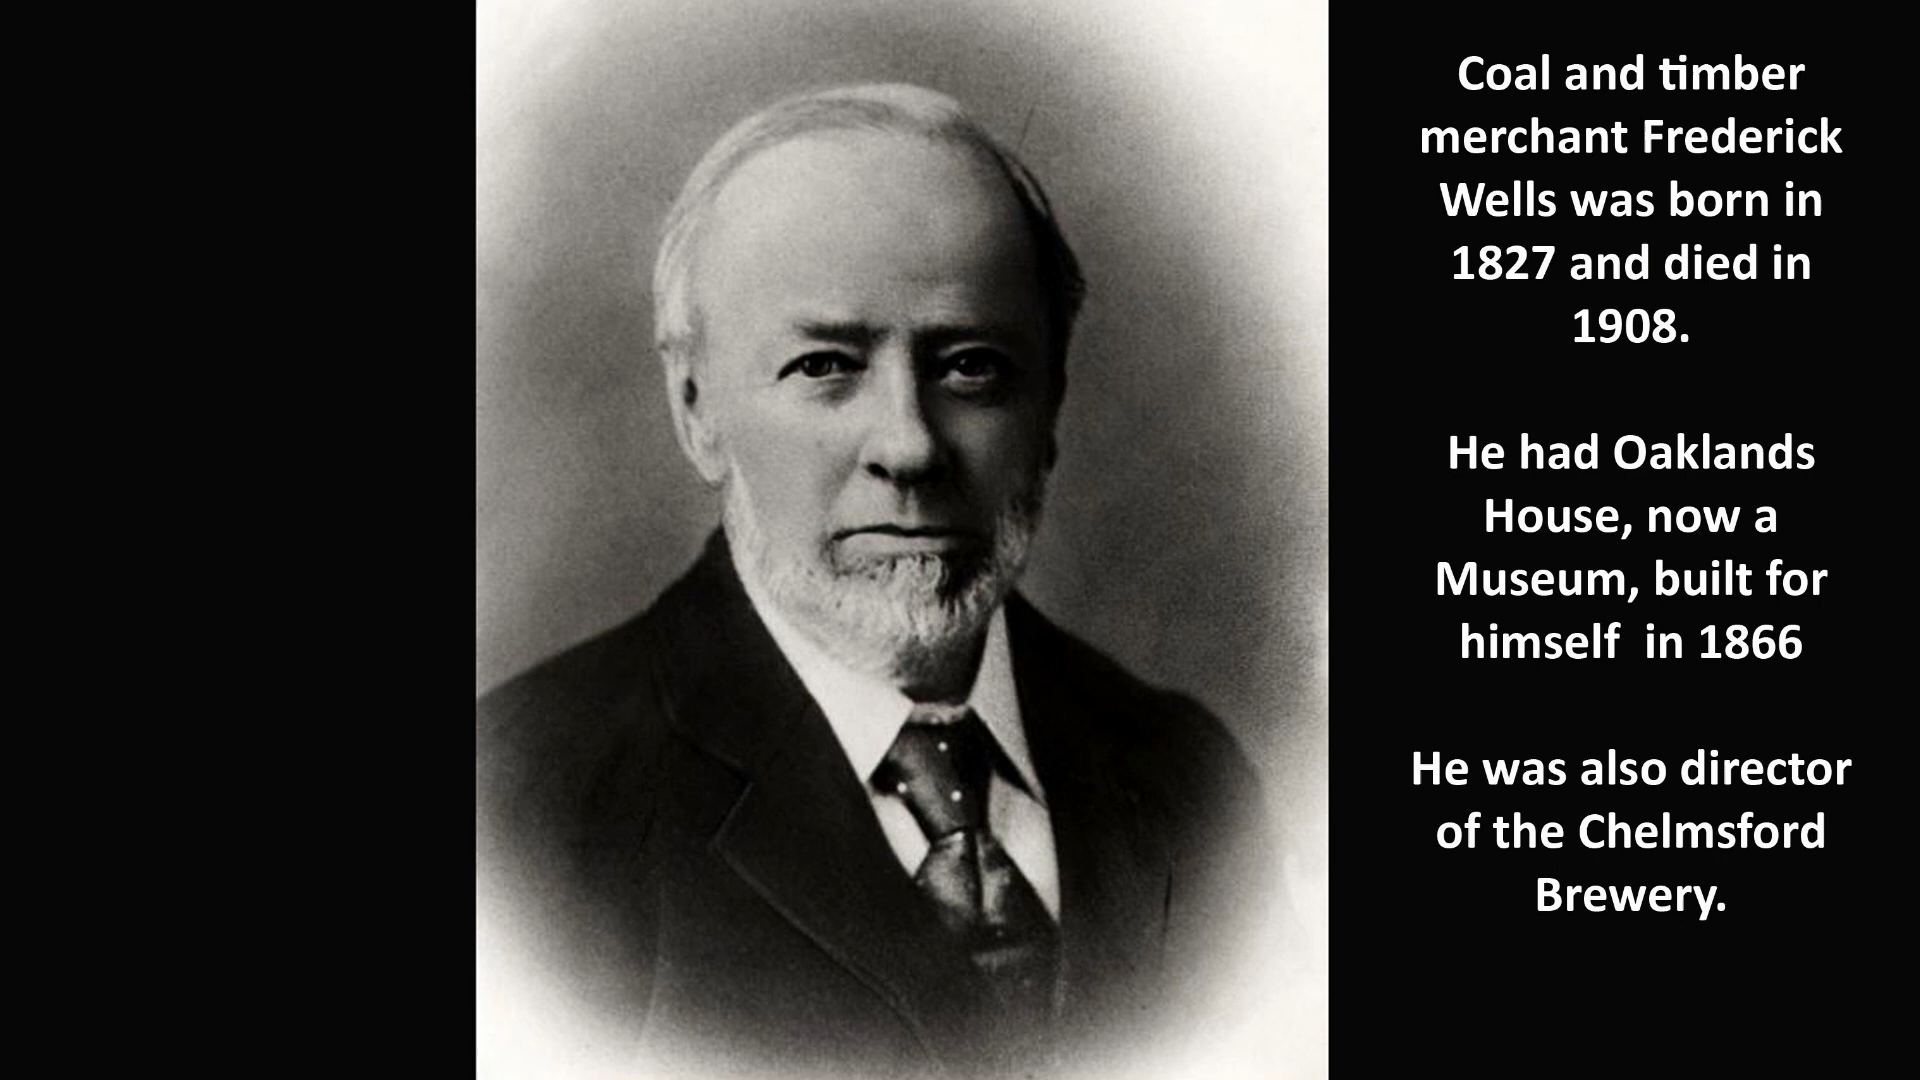 Coal and timber
merchant Frederick
Wells was born in
1827 and died in
1908.
He had Oaklands
House, now a
Museum, built for
himself  in 1866
He was also director
of the Chelmsford
Brewery.